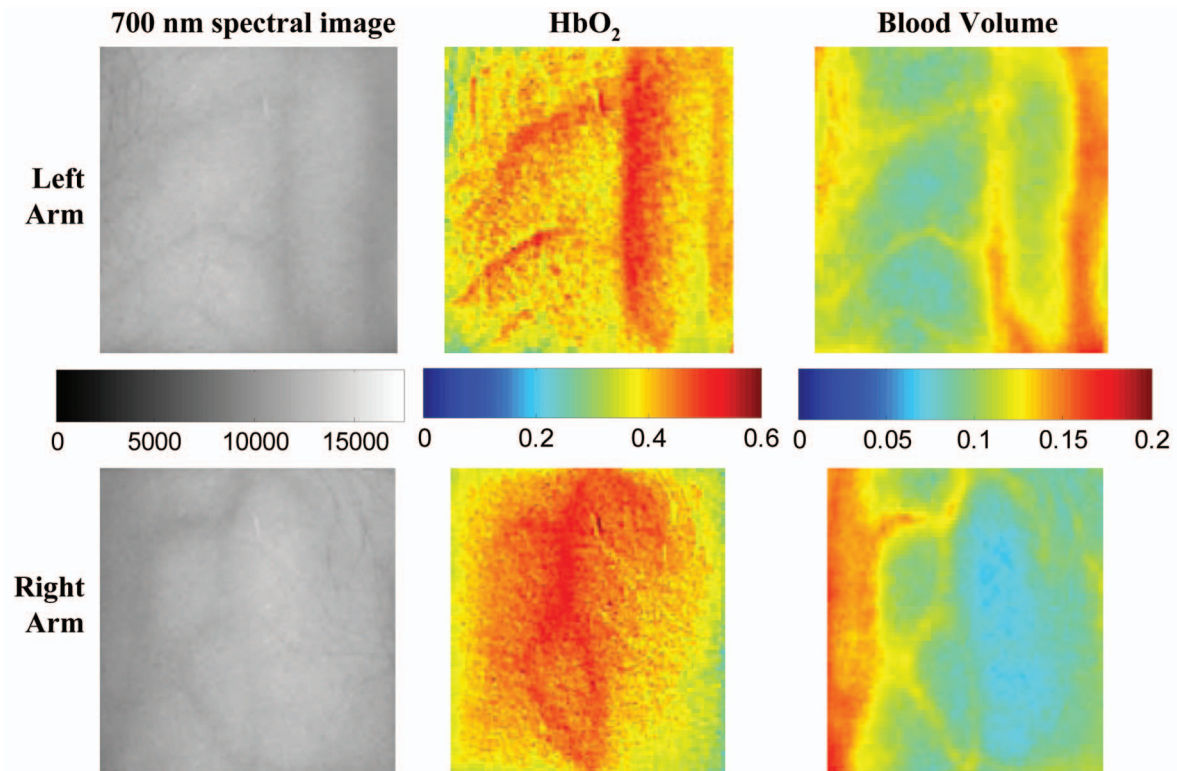 700 nm spectral image
HbO₂
Blood Volume
Left
Arm
0 5000 10000 15000
0 0.2 0.4 0.6
0 0.05 0.1 0.15 0.2
Right
Arm